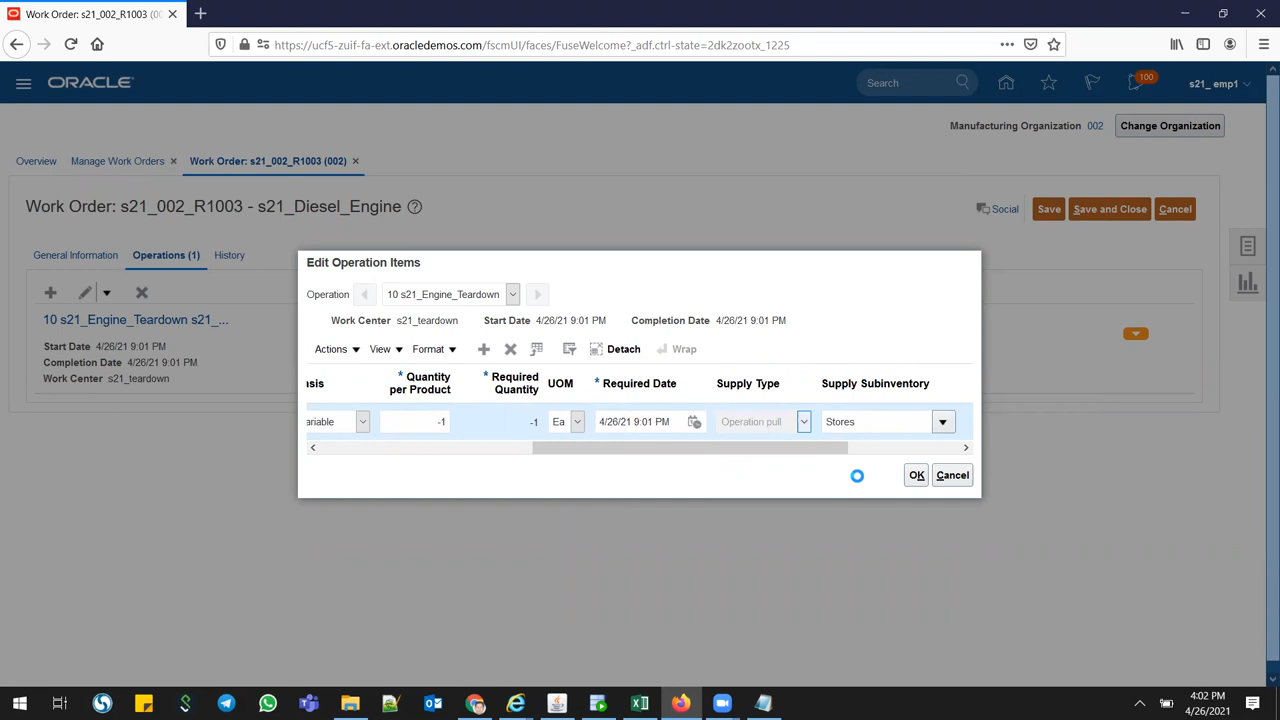 Work Order: s21_002_R1003 (00
https://ucf5-zuif-fa-ext.oracledemos.com/fscmUI/faces/FuseWelcome?_adf.ctrl-state=2dk2zootx_1225
ORACLE
Search
100
s21_ emp1
Manufacturing Organization 002
Change Organization
Overview
Manage Work Orders
Work Order: s21_002_R1003 (002)
Work Order: s21_002_R1003 - s21_Diesel_Engine
Social
Save
Save and Close
Cancel
General Information
Operations (1)
History
10 s21_Engine_Teardown s21_...
Start Date 4/26/21 9:01 PM
Completion Date 4/26/21 9:01 PM
Work Center s21_teardown
Edit Operation Items
Operation
10 s21_Engine_Teardown
Work Center s21_teardown
Start Date 4/26/21 9:01 PM
Completion Date 4/26/21 9:01 PM
Actions
View
Format
Detach
Wrap
asis
* Quantity per Product
* Required Quantity
UOM
* Required Date
Supply Type
Supply Subinventory
ariable
-1
-1
Ea
4/26/21 9:01 PM
Operation pull
Stores
OK
Cancel
4:02 PM
4/26/2021